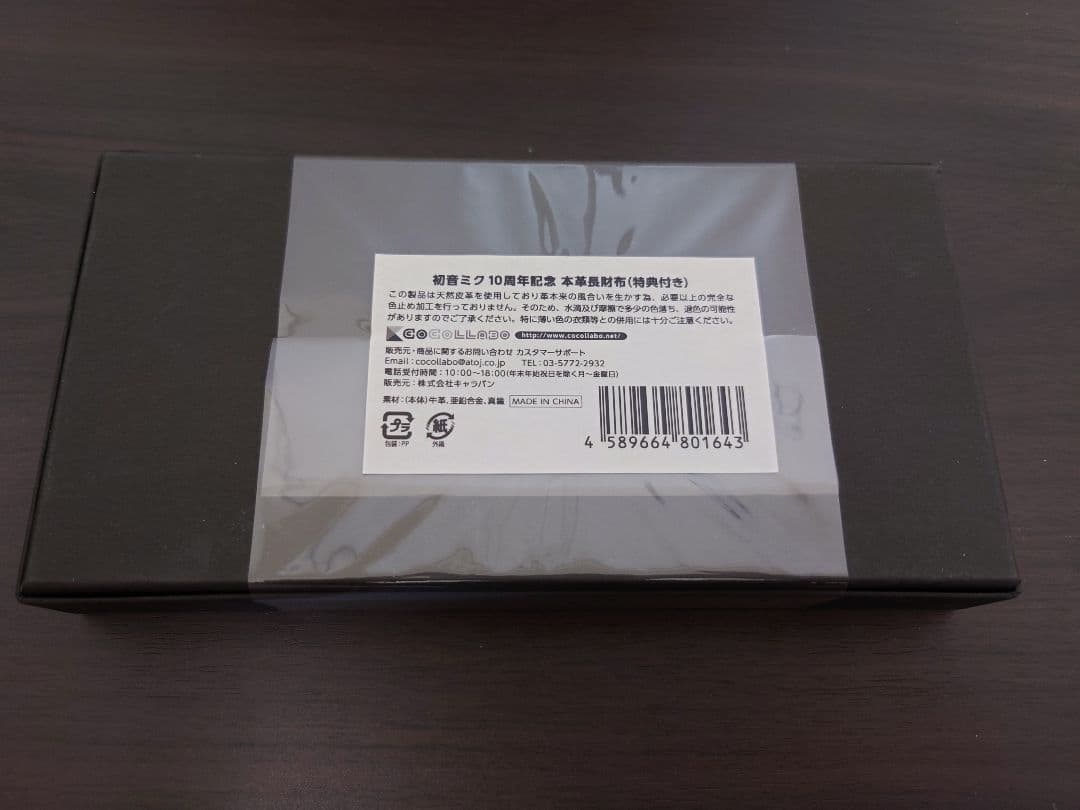 初音ミク 10周年記念 本革長財布(特典付き)
この製品は天然皮革を使用しており革本来の風合いを生かす為、必要以上の完全な
色止め加工を行っておりません。そのため、水滴及び摩擦で多少の色落ち、退色の可能性
がありますのでご了承ください。特に薄い色の衣類等との併用には十分ご注意ください。
COCOLLABO http://www.cocollabo.net/
販売元・商品に関するお問い合わせ カスタマーサポート
Email:cocollabo@atoj.co.jp TEL:03-5772-2932
電話受付時間:10:00~18:00(年末年始祝日を除く月~金曜日)
販売元:株式会社キャラバン
素材:(本体)牛革、亜鉛合金、真鍮 MADE IN CHINA
プラ 紙
包装:PP 外箱
4 589664 801643